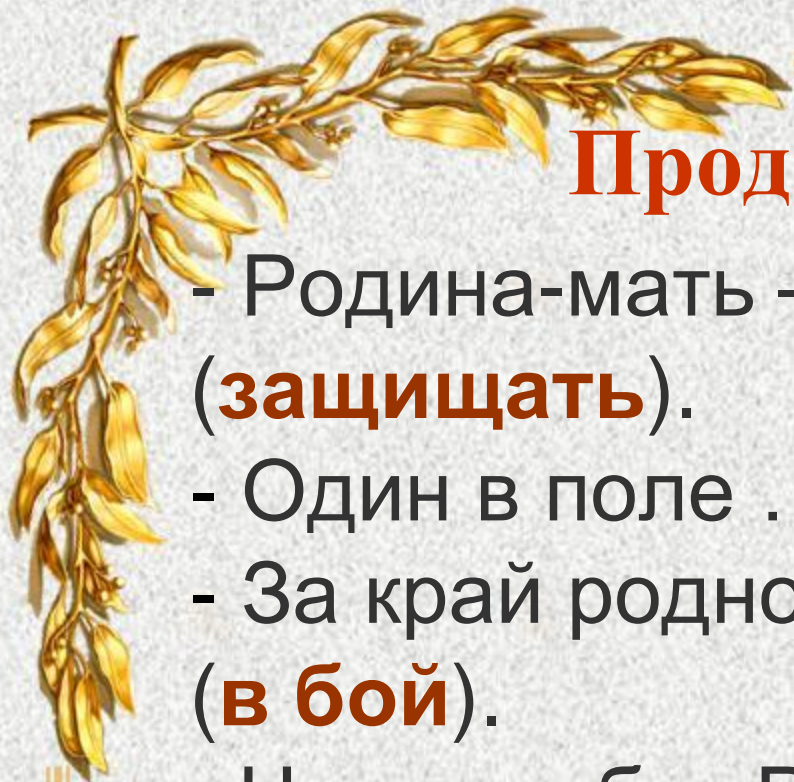 Прод
- Родина-мать -
(защищать).
- Один в поле .
- За край родно
(в бой).